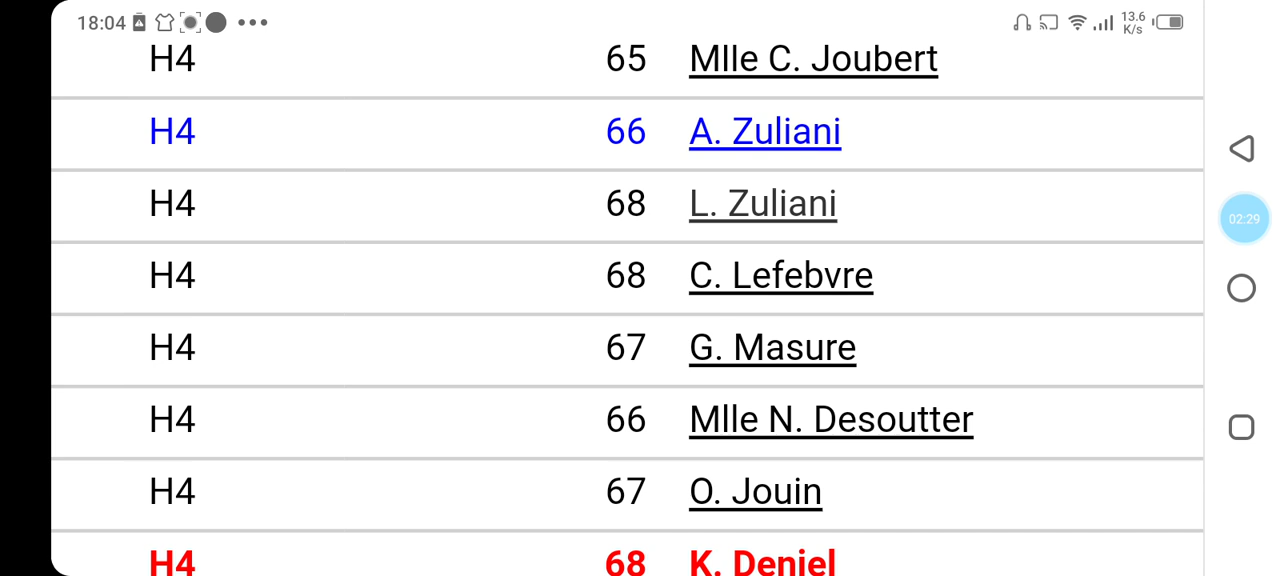 18:04 13.6 K/s
H4 65 Mlle C. Joubert
H4 66 A. Zuliani
H4 68 L. Zuliani
02:29
H4 68 C. Lefebvre
H4 67 G. Masure
H4 66 Mlle N. Desoutter
H4 67 O. Jouin
H4 68 K. Deniel